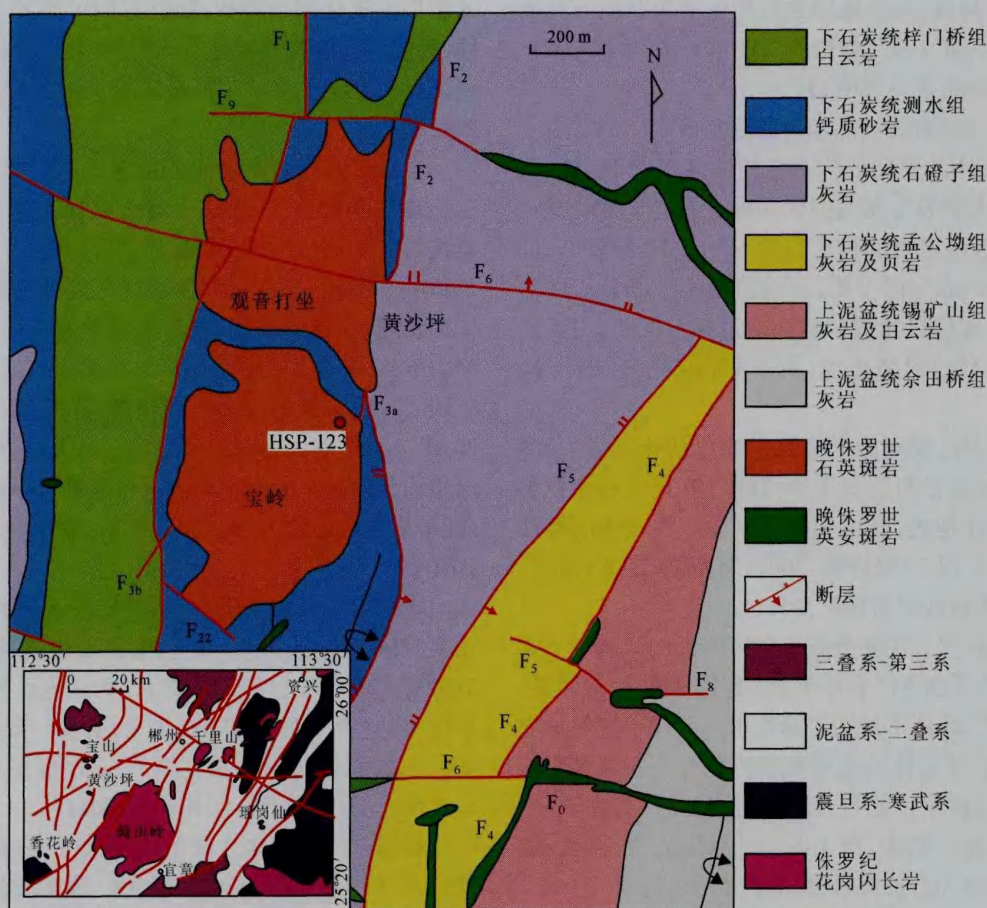 F1
200 m
N
F2
F9
F2
F6
观音打坐
黄沙坪
F3a
HSP-123
宝岭
F5
F4
F3b
F22
F5
F8
F4
F6
F0
F4
112°30′
113°30′
26°00′
25°20′
0 20 km
资兴
郴州
千里山
宝山
黄沙坪
瑶岗仙
骑田岭
香花岭
宜章
下石炭统梓门桥组
白云岩
下石炭统测水组
钙质砂岩
下石炭统石磴子组
灰岩
下石炭统孟公坳组
灰岩及页岩
上泥盆统锡矿山组
灰岩及白云岩
上泥盆统佘田桥组
灰岩
晚侏罗世
石英斑岩
晚侏罗世
英安斑岩
断层
三叠系-第三系
泥盆系-二叠系
震旦系-寒武系
侏罗纪
花岗闪长岩